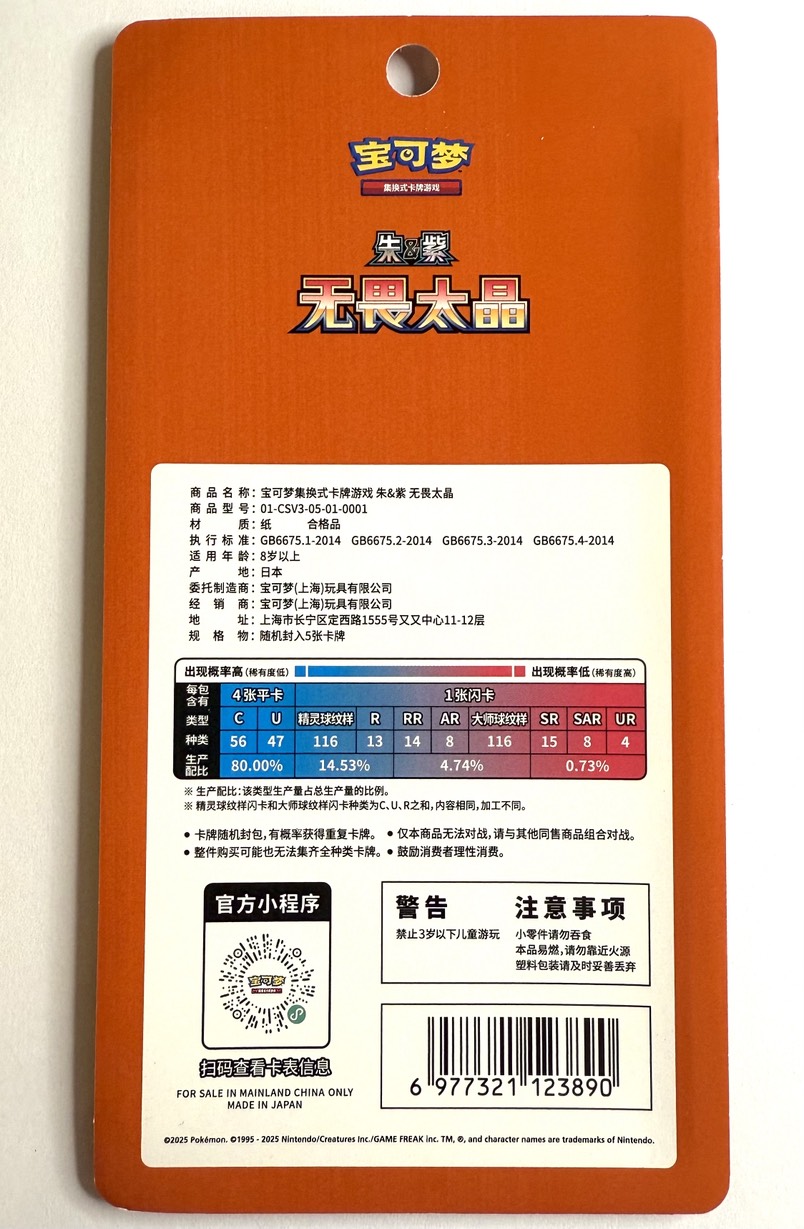 宝可梦
集换式卡牌游戏
朱&紫
无畏太晶
商品名称：宝可梦集换式卡牌游戏 朱&紫 无畏太晶
商品型号：01-CSV3-05-01-0001
材 质：纸 合格品
执行标准：GB6675.1-2014 GB6675.2-2014 GB6675.3-2014 GB6675.4-2014
适用年龄：8岁以上
产 地：日本
委托制造商：宝可梦(上海)玩具有限公司
经 销 商：宝可梦(上海)玩具有限公司
地 址：上海市长宁区定西路1555号又又中心11-12层
规 格 物：随机封入5张卡牌
出现概率高(稀有度低) 出现概率低(稀有度高)
每包含有 4张平卡 1张闪卡
类型 C U 精灵球纹样 R RR AR 大师球纹样 SR SAR UR
种类 56 47 116 13 14 8 116 15 8 4
生产配比 80.00% 14.53% 4.74% 0.73%
※ 生产配比：该类型生产量占总生产量的比例。
※ 精灵球纹样闪卡和大师球纹样闪卡种类为C、U、R之和，内容相同，加工不同。
● 卡牌随机封包，有概率获得重复卡牌。 ● 仅本商品无法对战，请与其他同售商品组合对战。
● 整件购买可能也无法集齐全种类卡牌。 ● 鼓励消费者理性消费。
官方小程序
宝可梦
扫码查看卡表信息
FOR SALE IN MAINLAND CHINA ONLY
MADE IN JAPAN
警告
禁止3岁以下儿童游玩
注意事项
小零件请勿吞食
本品易燃，请勿靠近火源
塑料包装请及时妥善丢弃
6 977321 123890
©2025 Pokémon. ©1995 - 2025 Nintendo/Creatures Inc./GAME FREAK inc. TM, ®, and character names are trademarks of Nintendo.